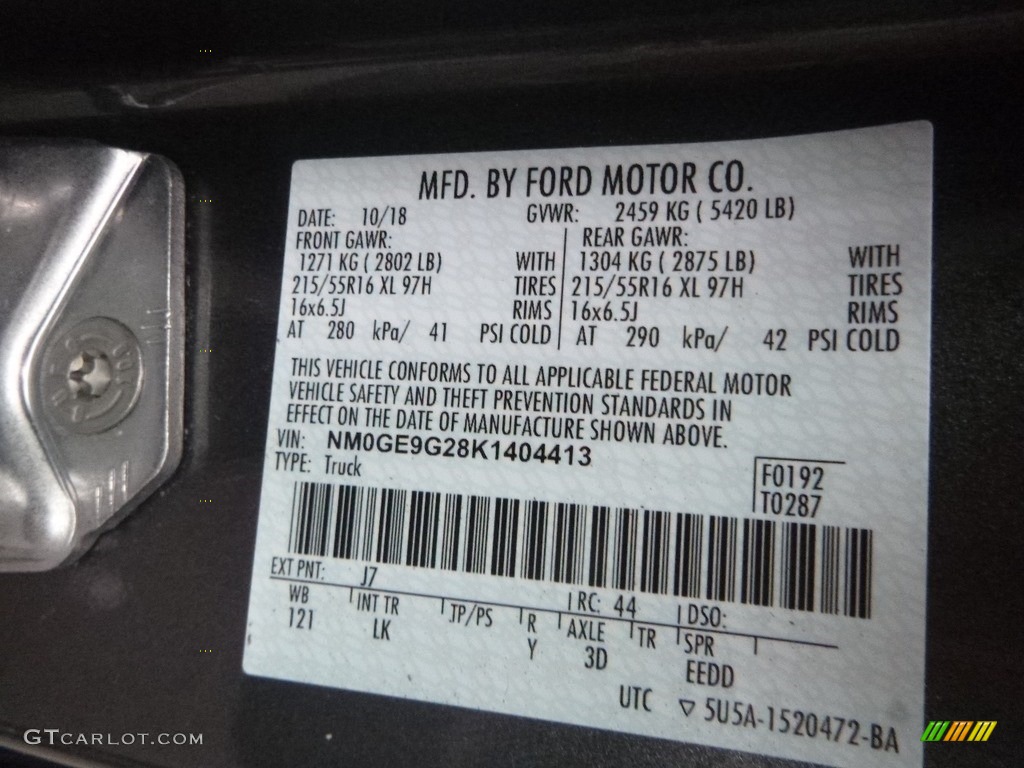 MFD. BY FORD MOTOR CO.
DATE: 10/18 GVWR: 2459 KG ( 5420 LB)
FRONT GAWR: REAR GAWR:
1271 KG ( 2802 LB) WITH 1304 KG ( 2875 LB) WITH
215/55R16 XL 97H TIRES 215/55R16 XL 97H TIRES
16x6.5J RIMS 16x6.5J RIMS
AT 280 kPa/ 41 PSI COLD AT 290 kPa/ 42 PSI COLD
THIS VEHICLE CONFORMS TO ALL APPLICABLE FEDERAL MOTOR
VEHICLE SAFETY AND THEFT PREVENTION STANDARDS IN
EFFECT ON THE DATE OF MANUFACTURE SHOWN ABOVE.
VIN: NM0GE9G28K1404413
TYPE: Truck
F0192
T0287
EXT PNT: J7 RC: 44 DSO:
WB INT TR TP/PS R AXLE TR SPR
121 LK Y 3D EEDD
UTC ▽ 5U5A-1520472-BA
GTCARLOT.COM